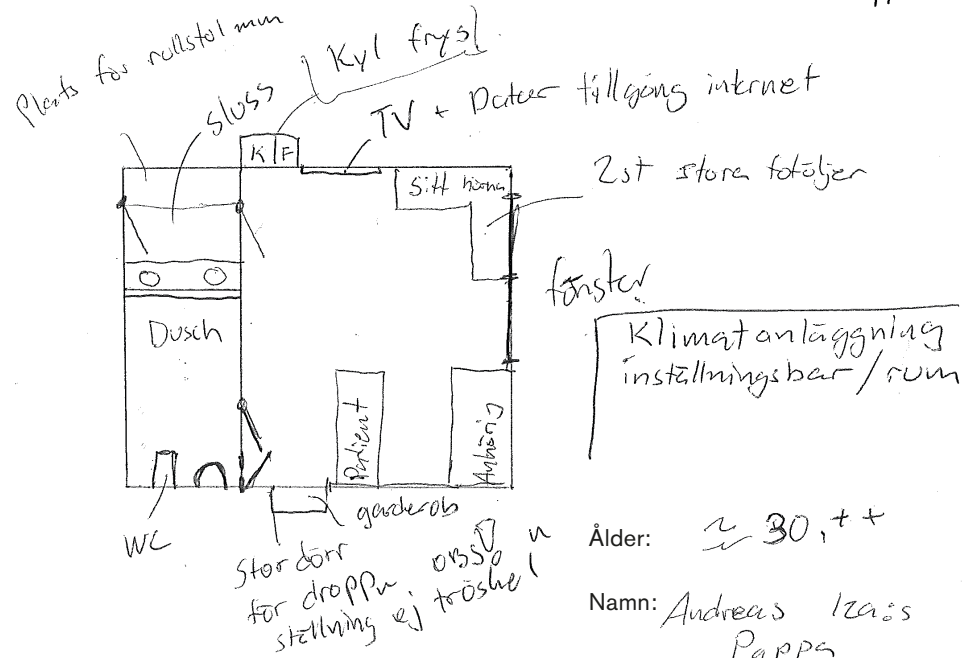 Plats för rullstol mm
sluss
Kyl frys
TV + Dator tillgång internet
K F
Sitt hörna
2st stora fotöljer
fönster
Klimatanläggning
inställningsbar/rum
Dusch
Patient
Anhörig
WC
garderob
Stor dörr
för droppn OBS
ställning ej tröskel
Ålder: ≈ 30,++
Namn: Andreas
Pappa